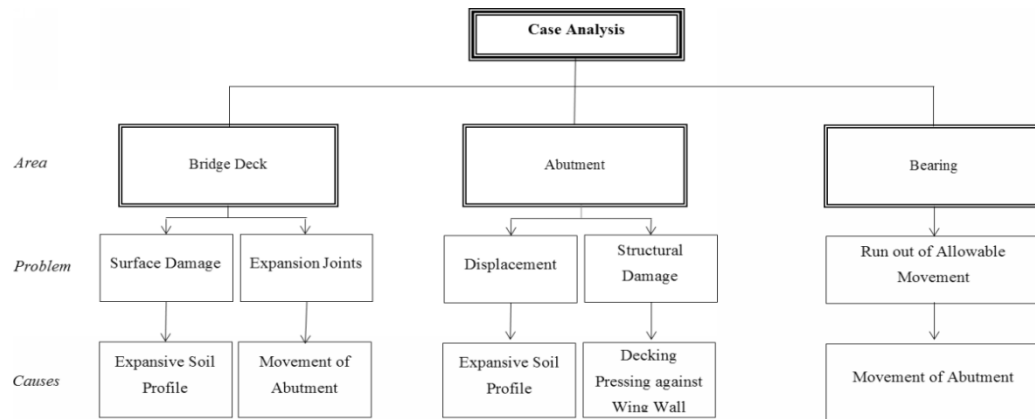 Case Analysis
Area
Bridge Deck
Abutment
Bearing
Problem
Surface Damage
Expansion Joints
Displacement
Structural
Damage
Run out of Allowable
Movement
Causes
Expansive Soil
Profile
Movement of
Abutment
Expansive Soil
Profile
Decking
Pressing against
Wing Wall
Movement of Abutment